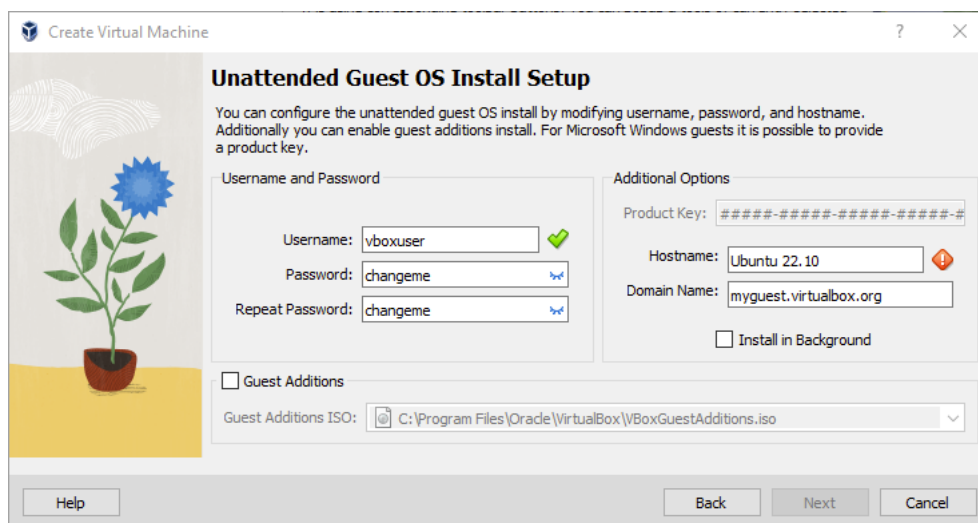 Create Virtual Machine
?
Unattended Guest OS Install Setup
You can configure the unattended guest OS install by modifying username, password, and hostname.
Additionally you can enable guest additions install. For Microsoft Windows guests it is possible to provide
a product key.
Username and Password
Username: vboxuser
Password: changeme
Repeat Password: changeme
Additional Options
Product Key: #####-#####-#####-#####-#
Hostname: Ubuntu 22.10
Domain Name: myguest.virtualbox.org
Install in Background
Guest Additions
Guest Additions ISO: C:\Program Files\Oracle\VirtualBox\VBoxGuestAdditions.iso
Help
Back
Next
Cancel